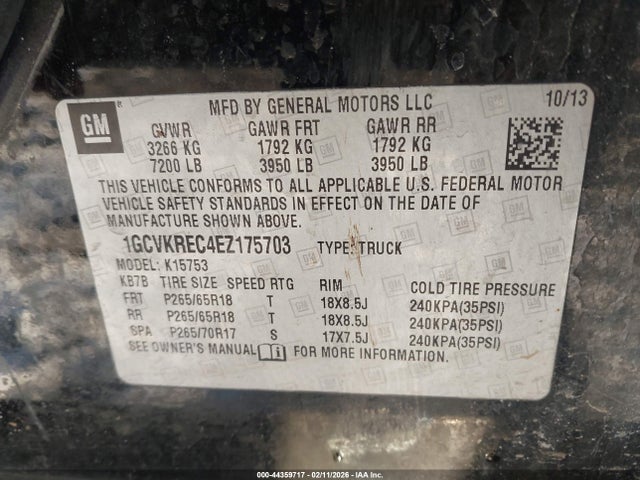 GM
MFD BY GENERAL MOTORS LLC 10/13
GVWR GAWR FRT GAWR RR
3266 KG 1792 KG 1792 KG
7200 LB 3950 LB 3950 LB
THIS VEHICLE CONFORMS TO ALL APPLICABLE U.S. FEDERAL MOTOR
VEHICLE SAFETY STANDARDS IN EFFECT ON THE DATE OF
MANUFACTURE SHOWN ABOVE.
1GCVKREC4EZ175703 TYPE:TRUCK
MODEL: K15753
KB7B TIRE SIZE SPEED RTG RIM COLD TIRE PRESSURE
FRT P265/65R18 T 18X8.5J 240KPA(35PSI)
RR P265/65R18 T 18X8.5J 240KPA(35PSI)
SPA P265/70R17 S 17X7.5J 240KPA(35PSI)
SEE OWNER'S MANUAL FOR MORE INFORMATION.
000-44359717 - 02/11/2026 - IAA Inc.